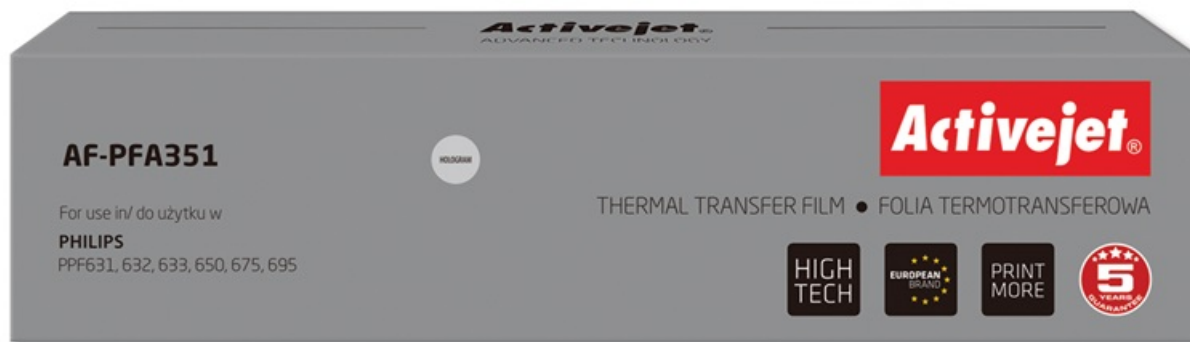 Activejet®
ADVANCED TECHNOLOGY
AF-PFA351
HOLOGRAM
Activejet®
For use in/ do użytku w
PHILIPS
PPF631, 632, 633, 650, 675, 695
THERMAL TRANSFER FILM ● FOLIA TERMOTRANSFEROWA
HIGH
TECH
EUROPEAN
BRAND
PRINT
MORE
5
YEARS
GUARANTEE